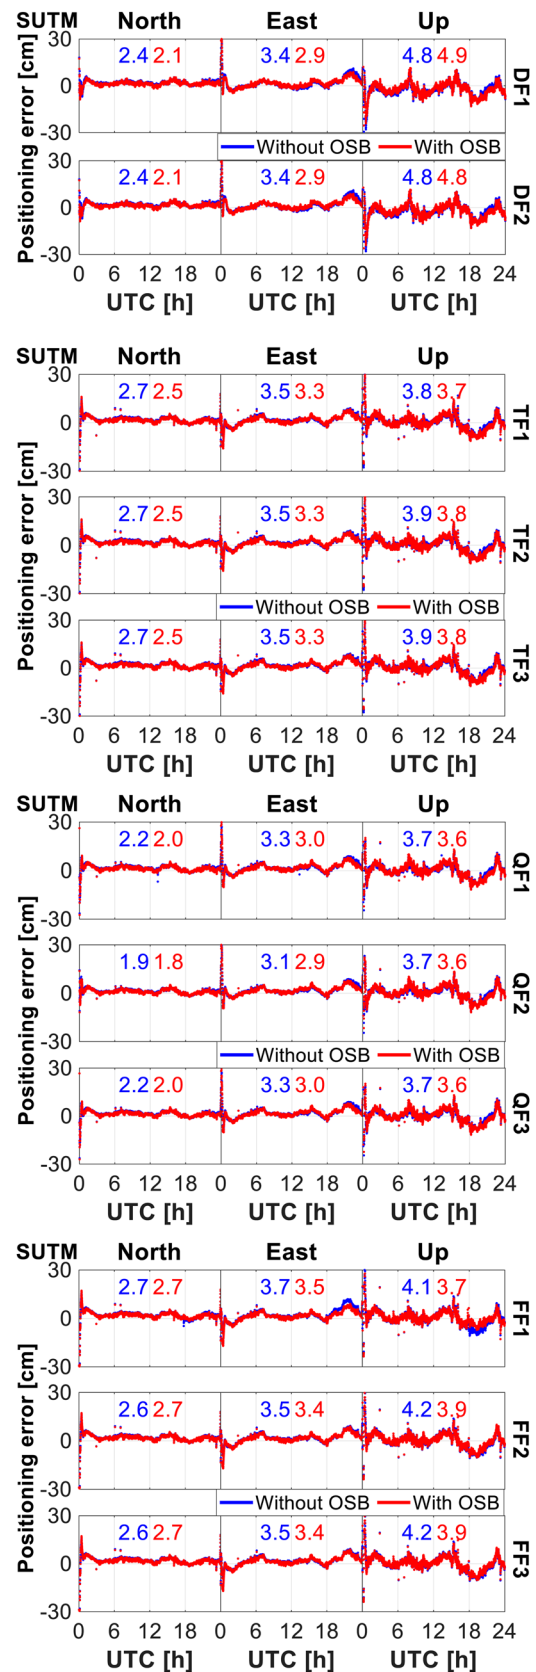 SUTM North East Up
30
2.4 2.1 3.4 2.9 4.8 4.9
0
-30
DF1
Without OSB With OSB
30
2.4 2.1 3.4 2.9 4.8 4.8
0
-30
DF2
Positioning error [cm]
0 6 12 18 0 6 12 18 0 6 12 18 24
UTC [h] UTC [h] UTC [h]
SUTM North East Up
30
2.7 2.5 3.5 3.3 3.8 3.7
0
-30
TF1
30
2.7 2.5 3.5 3.3 3.9 3.8
0
TF2
Without OSB With OSB
30
2.7 2.5 3.5 3.3 3.9 3.8
0
-30
TF3
Positioning error [cm]
0 6 12 18 0 6 12 18 0 6 12 18 24
UTC [h] UTC [h] UTC [h]
SUTM North East Up
30
2.2 2.0 3.3 3.0 3.7 3.6
0
-30
QF1
30
1.9 1.8 3.1 2.9 3.7 3.6
0
QF2
Without OSB With OSB
30
2.2 2.0 3.3 3.0 3.7 3.6
0
-30
QF3
Positioning error [cm]
0 6 12 18 0 6 12 18 0 6 12 18 24
UTC [h] UTC [h] UTC [h]
SUTM North East Up
30
2.7 2.7 3.7 3.5 4.1 3.7
0
-30
FF1
30
2.6 2.7 3.5 3.4 4.2 3.9
0
FF2
Without OSB With OSB
30
2.6 2.7 3.5 3.4 4.2 3.9
0
-30
FF3
Positioning error [cm]
0 6 12 18 0 6 12 18 0 6 12 18 24
UTC [h] UTC [h] UTC [h]